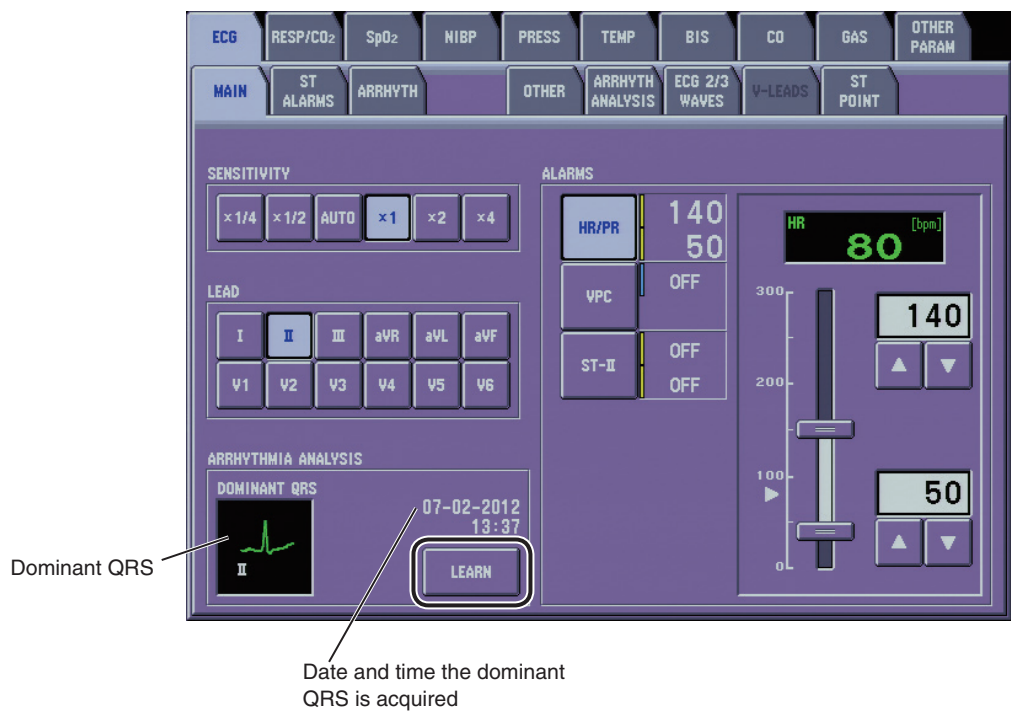 ECG RESP/CO2 SpO2 NIBP PRESS TEMP BIS CO GAS OTHER PARAM
MAIN ST ALARMS ARRHYTH OTHER ARRHYTH ANALYSIS ECG 2/3 WAVES V-LEADS ST POINT
SENSITIVITY
×1/4 ×1/2 AUTO ×1 ×2 ×4
LEAD
I II III aVR aVL aVF
V1 V2 V3 V4 V5 V6
ARRHYTHMIA ANALYSIS
DOMINANT QRS
07-02-2012
13:37
II
LEARN
ALARMS
HR/PR 140
50
VPC OFF
ST-II OFF
OFF
HR [bpm]
80
300
200
100
0
140
▲ ▼
50
▲ ▼
Dominant QRS
Date and time the dominant
QRS is acquired